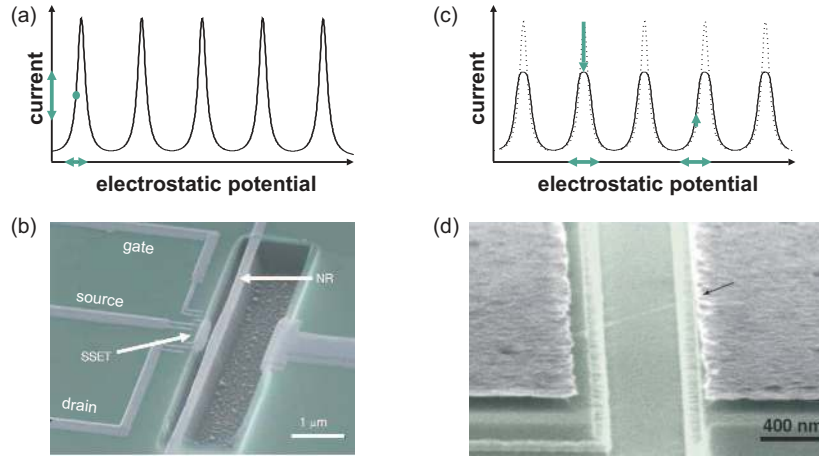 (a)
current
electrostatic potential
(b)
gate
source
SSET
drain
NR
1 µm
(c)
current
electrostatic potential
(d)
400 nm